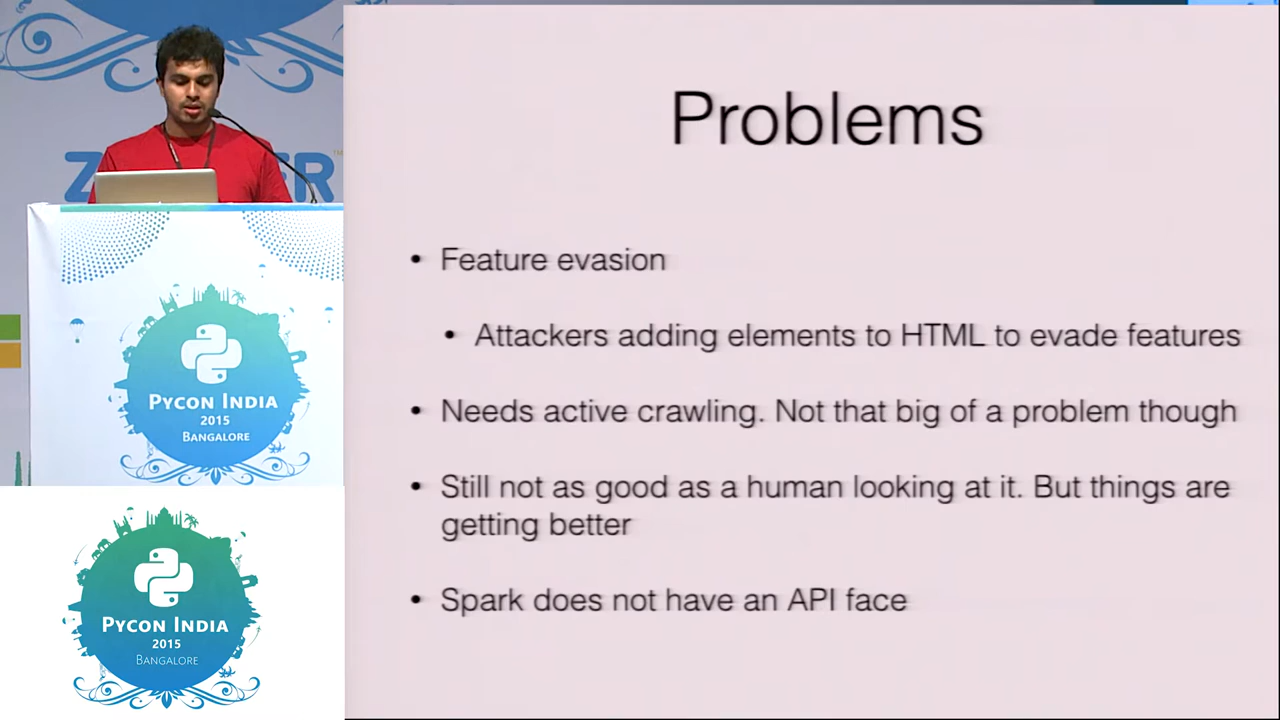 Problems
• Feature evasion
• Attackers adding elements to HTML to evade features
• Needs active crawling. Not that big of a problem though
• Still not as good as a human looking at it. But things are
getting better
• Spark does not have an API face
PYCON INDIA
2015
BANGALORE
PYCON INDIA
2015
BANGALORE